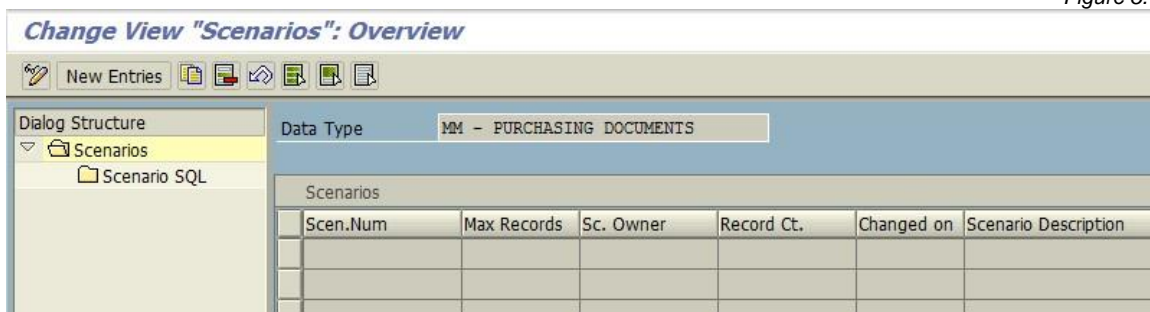 Figure 3.
Change View "Scenarios": Overview
New Entries
Dialog Structure
Scenarios
Scenario SQL
Data Type MM - PURCHASING DOCUMENTS
Scenarios
Scen.Num Max Records Sc. Owner Record Ct. Changed on Scenario Description